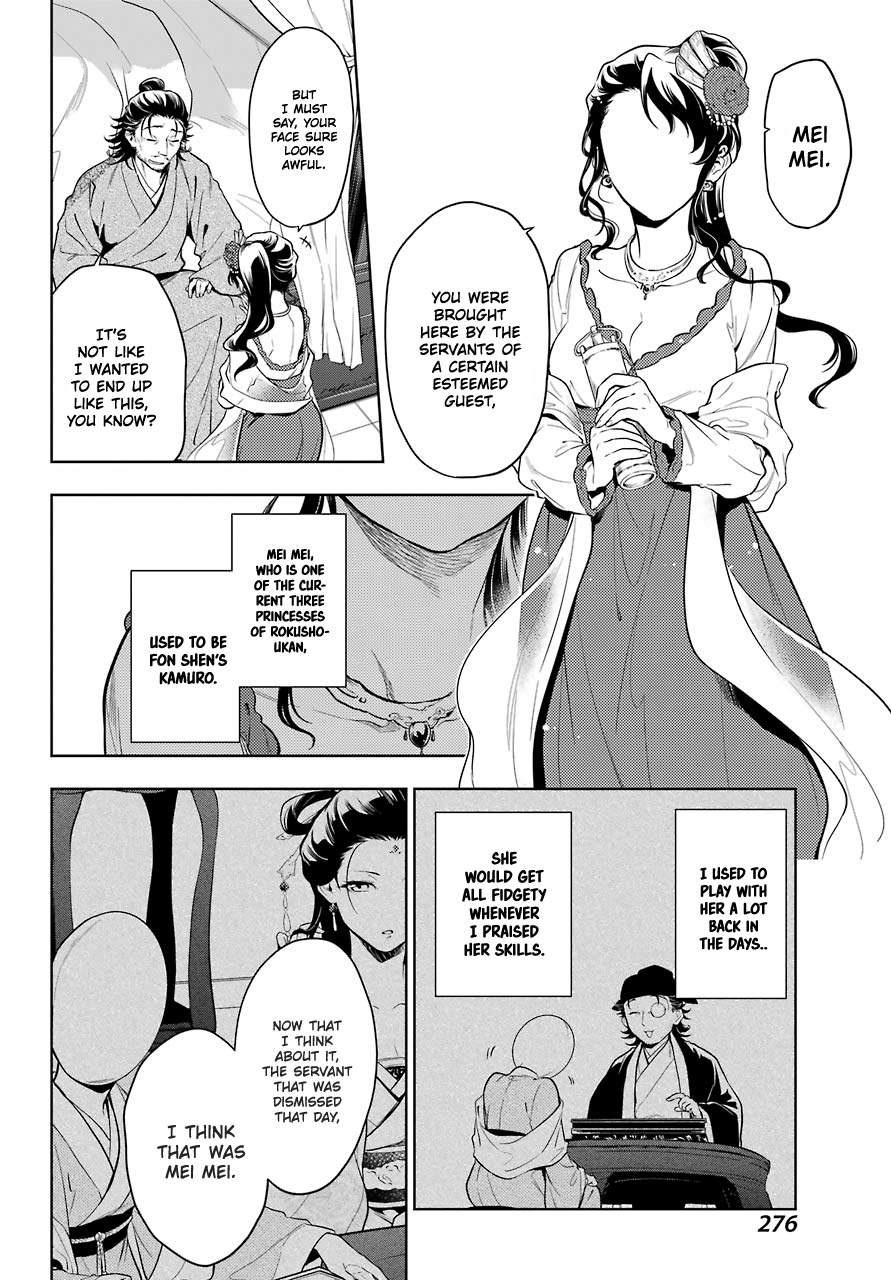 MEI
MEI.
YOU WERE
BROUGHT
HERE BY THE
SERVANTS OF
A CERTAIN
ESTEEMED
GUEST,
BUT
I MUST
SAY, YOUR
FACE SURE
LOOKS
AWFUL.
IT'S
NOT LIKE
I WANTED
TO END UP
LIKE THIS,
YOU KNOW?
MEI MEI,
WHO IS ONE
OF THE CUR-
RENT THREE
PRINCESSES
OF ROKUSHO-
UKAN,
USED TO BE
FON SHEN'S
KAMURO.
I USED TO
PLAY WITH
HER A LOT
BACK IN
THE DAYS..
SHE
WOULD GET
ALL FIDGETY
WHENEVER
I PRAISED
HER SKILLS.
NOW THAT
I THINK
ABOUT IT,
THE SERVANT
THAT WAS
DISMISSED
THAT DAY,
I THINK
THAT WAS
MEI MEI.
276